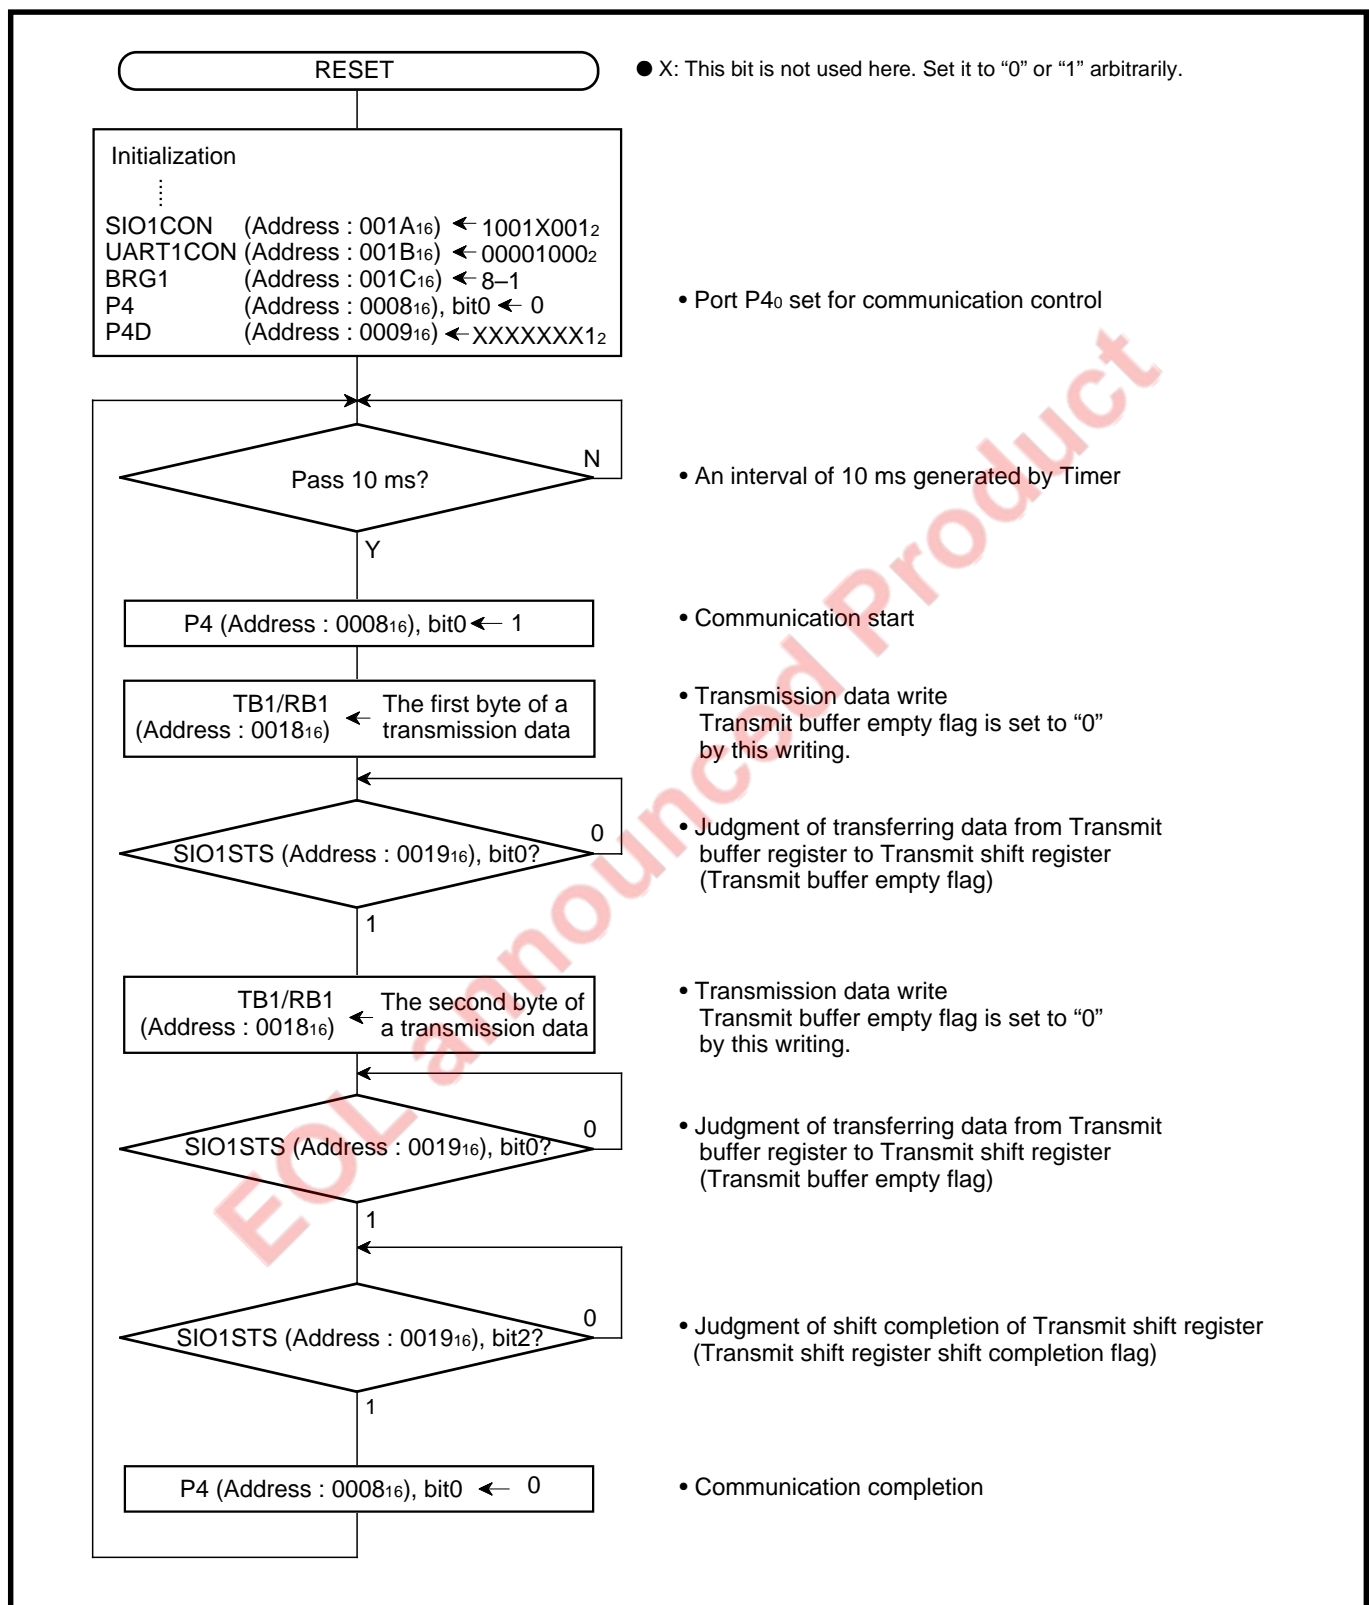 RESET
● X: This bit is not used here. Set it to “0” or “1” arbitrarily.
Initialization
SIO1CON (Address : 001A16) ← 1001X0012
UART1CON (Address : 001B16) ← 000010002
BRG1 (Address : 001C16) ← 8–1
P4 (Address : 000816), bit0 ← 0
P4D (Address : 000916) ← XXXXXXX12
• Port P40 set for communication control
Pass 10 ms?
N
• An interval of 10 ms generated by Timer
Y
P4 (Address : 000816), bit0 ← 1
• Communication start
TB1/RB1 ← The first byte of a
(Address : 001816) transmission data
• Transmission data write
Transmit buffer empty flag is set to “0”
by this writing.
SIO1STS (Address : 001916), bit0?
0
• Judgment of transferring data from Transmit
buffer register to Transmit shift register
(Transmit buffer empty flag)
1
TB1/RB1 ← The second byte of
(Address : 001816) a transmission data
• Transmission data write
Transmit buffer empty flag is set to “0”
by this writing.
SIO1STS (Address : 001916), bit0?
0
• Judgment of transferring data from Transmit
buffer register to Transmit shift register
(Transmit buffer empty flag)
1
SIO1STS (Address : 001916), bit2?
0
• Judgment of shift completion of Transmit shift register
(Transmit shift register shift completion flag)
1
P4 (Address : 000816), bit0 ← 0
• Communication completion
EOL announced Product